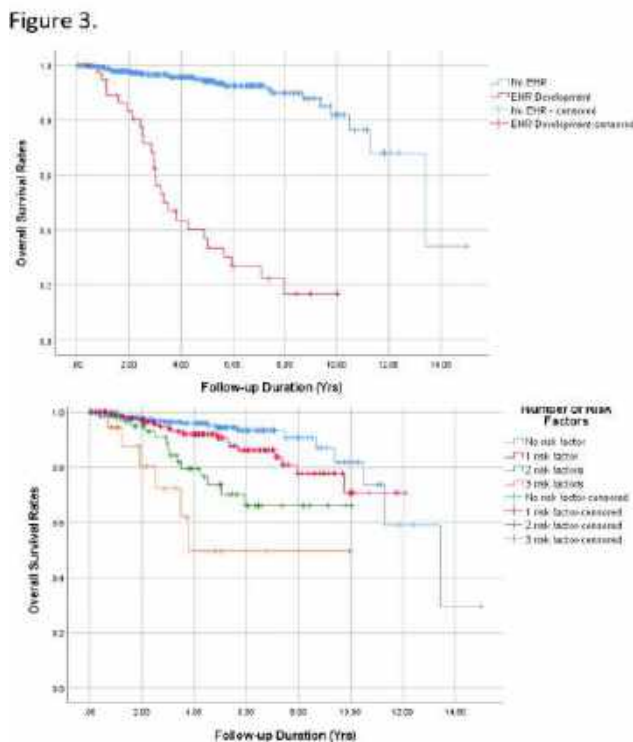 Figure 3.
No EHR
EHR Development
No EHR - censored
EHR Development-censored
Overall Survival Rates
1.0
0.8
0.6
0.2
0.0
.00 2.00 4.00 6.00 8.00 10.00 12.00 14.00
Follow-up Duration (Yrs)
Number of Risk
Factors
No risk factor
1 risk factor
2 risk factors
3 risk factors
No risk factor-censored
1 risk factor-censored
2 risk factor-censored
3 risk factor-censored
Overall Survival Rates
1.0
0.8
0.6
0.4
0.2
0.0
.00 2.00 4.00 6.00 8.00 10.00 12.00 14.00
Follow-up Duration (Yrs)